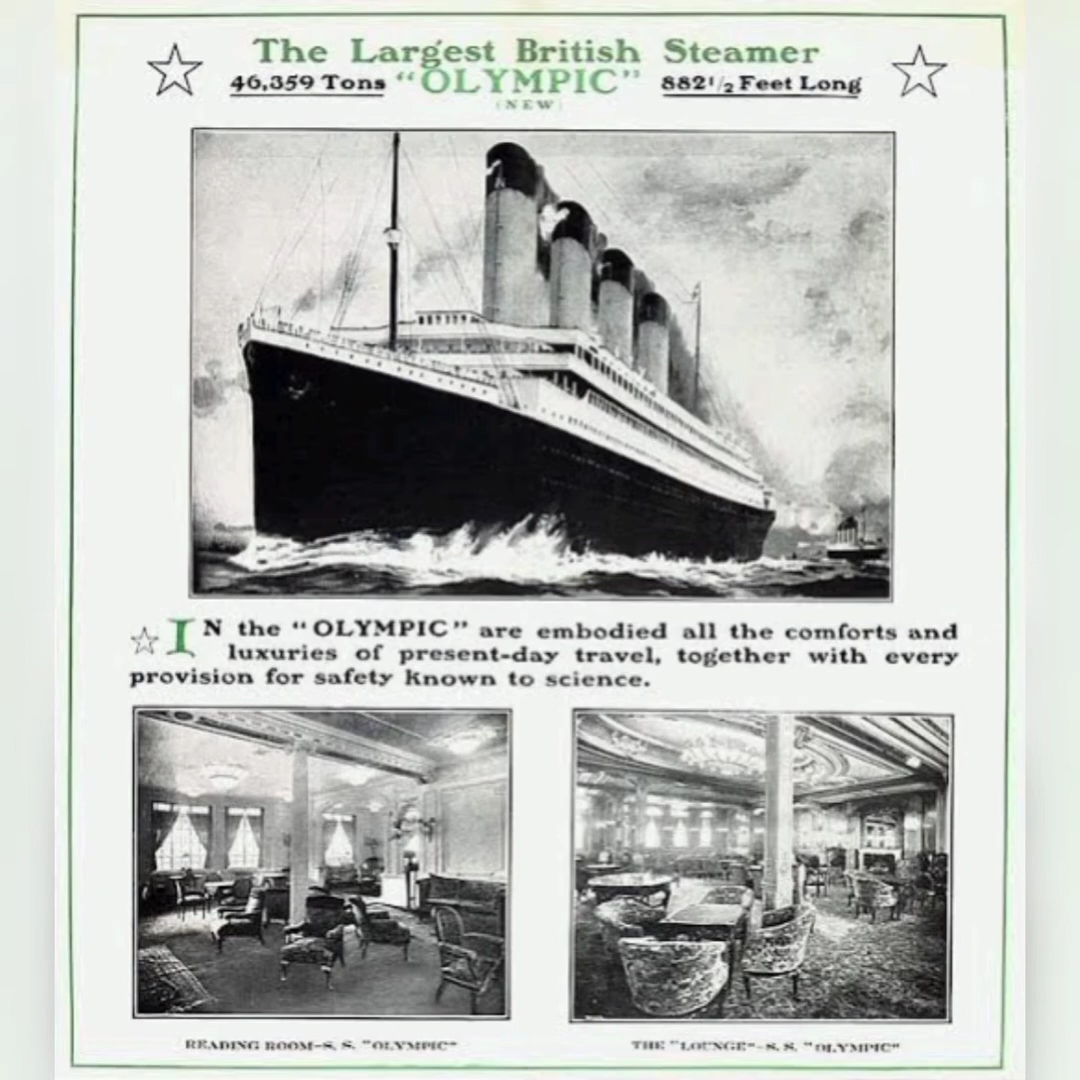 The Largest British Steamer
46,359 Tons "OLYMPIC" 882 1/2 Feet Long
(NEW)
IN the "OLYMPIC" are embodied all the comforts and
luxuries of present-day travel, together with every
provision for safety known to science.
READING ROOM–S. S. "OLYMPIC"
THE "LOUNGE"–S. S. "OLYMPIC"